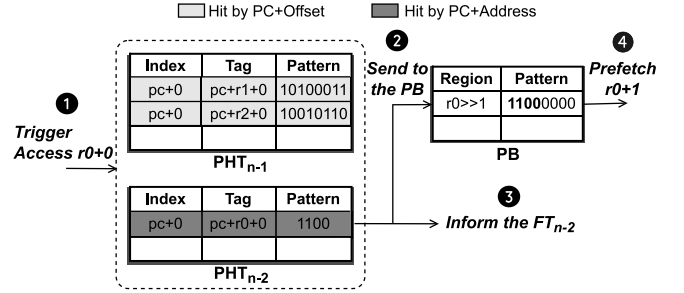 Hit by PC+Offset Hit by PC+Address
1
Trigger
Access r0+0
Index Tag Pattern
pc+0 pc+r1+0 10100011
pc+0 pc+r2+0 10010110
PHTn-1
Index Tag Pattern
pc+0 pc+r0+0 1100
PHTn-2
2
Send to
the PB
Region Pattern
r0>>1 11000000
PB
4
Prefetch
r0+1
3
Inform the FTn-2